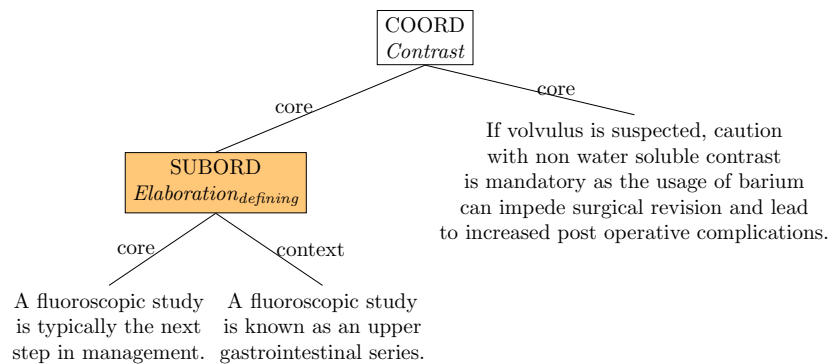 COORD
Contrast
core
core
SUBORD
Elaboration_defining
If volvulus is suspected, caution
with non water soluble contrast
is mandatory as the usage of barium
can impede surgical revision and lead
to increased post operative complications.
core
context
A fluoroscopic study
is typically the next
step in management.
A fluoroscopic study
is known as an upper
gastrointestinal series.